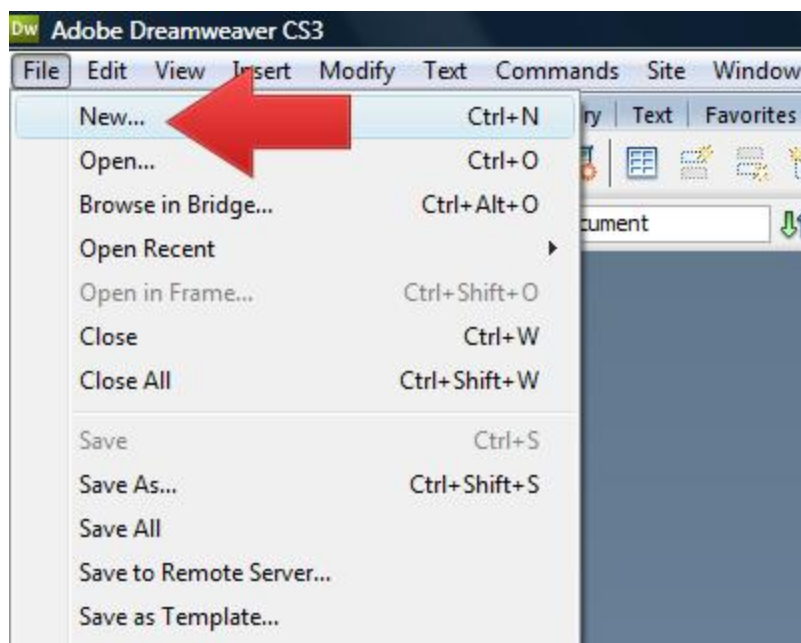 Dw Adobe Dreamweaver CS3
File Edit View Insert Modify Text Commands Site Window
New... Ctrl+N
ry Text Favorites
Open... Ctrl+O
Browse in Bridge... Ctrl+Alt+O
cument
Open Recent
Open in Frame... Ctrl+Shift+O
Close Ctrl+W
Close All Ctrl+Shift+W
Save Ctrl+S
Save As... Ctrl+Shift+S
Save All
Save to Remote Server...
Save as Template...